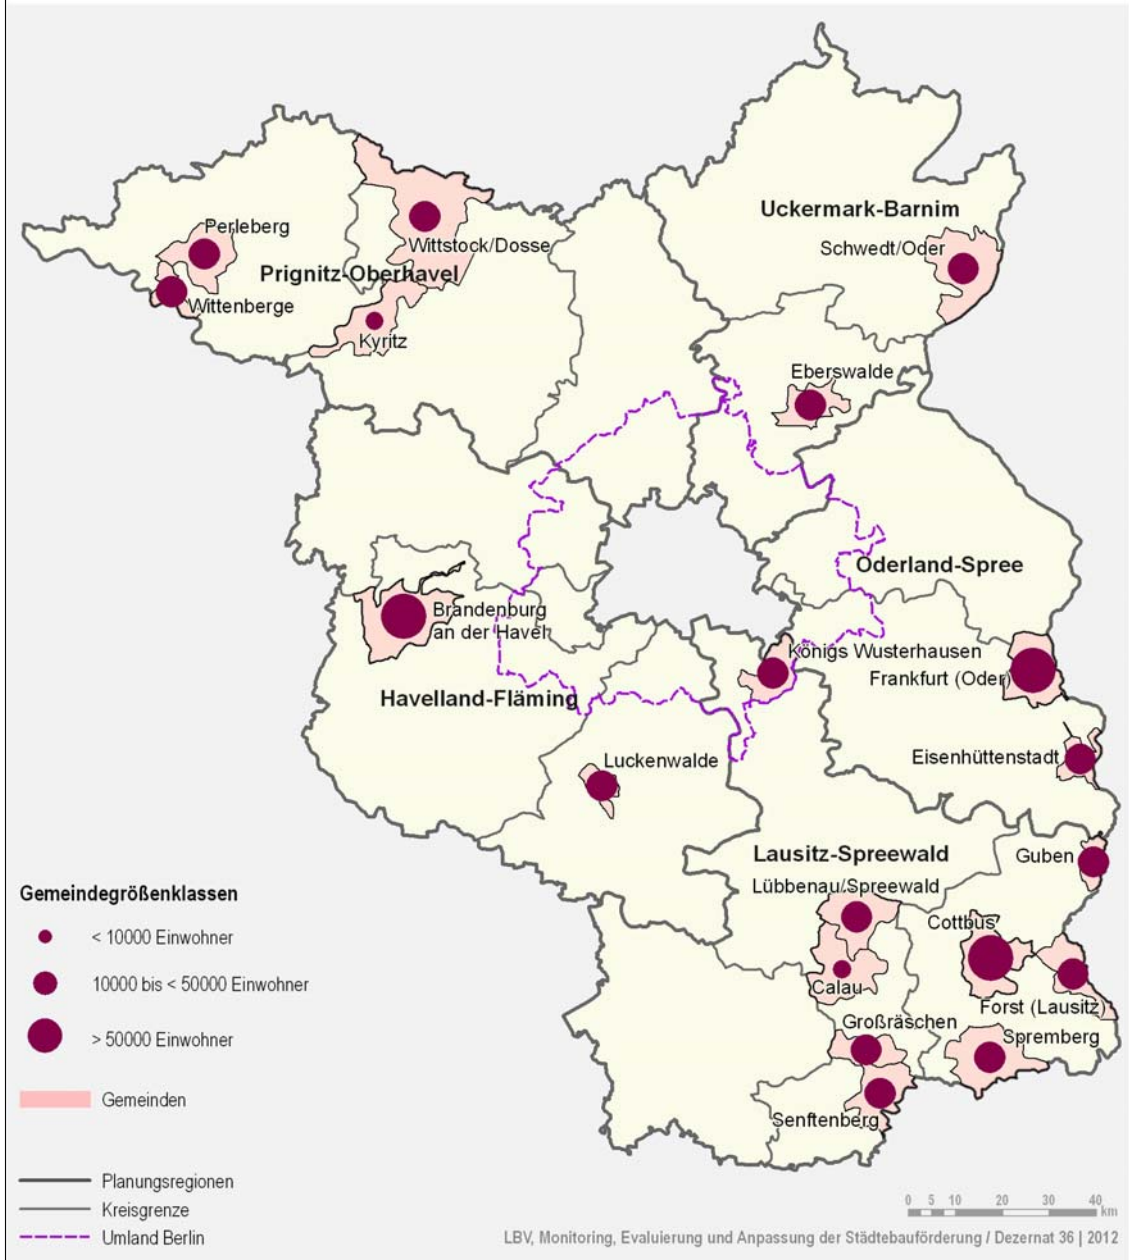 Uckermark-Barnim
Perleberg
Schwedt/Oder
Wittstock/Dosse
Prignitz-Oberhavel
Wittenberge
Kyritz
Eberswalde
Oderland-Spree
Brandenburg
an der Havel
Königs Wusterhausen
Frankfurt (Oder)
Havelland-Fläming
Eisenhüttenstadt
Luckenwalde
Lausitz-Spreewald
Guben
Lübbenau/Spreewald
Cottbus
Calau
Forst (Lausitz)
Großräschen
Spremberg
Senftenberg
Gemeindegrößenklassen
< 10000 Einwohner
10000 bis < 50000 Einwohner
> 50000 Einwohner
Gemeinden
Planungsregionen
Kreisgrenze
Umland Berlin
0 5 10 20 30 40
km
LBV, Monitoring, Evaluierung und Anpassung der Städtebauförderung / Dezernat 36 | 2012